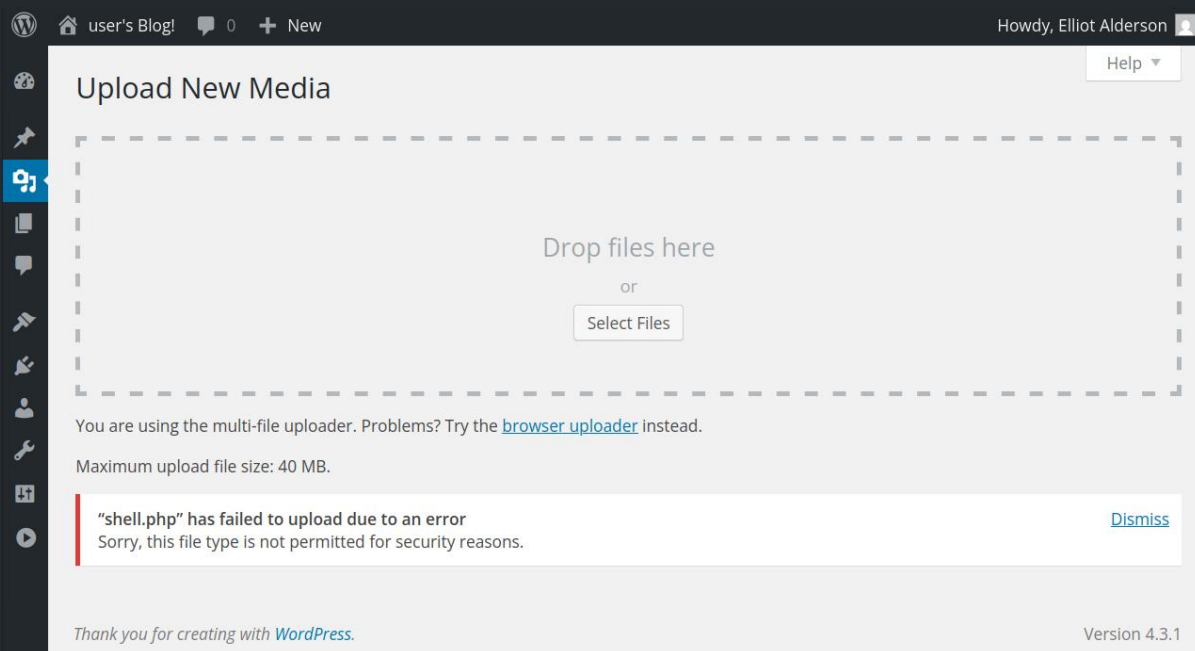 user's Blog! 0 New Howdy, Elliot Alderson
Help
Upload New Media
Drop files here
or
Select Files
You are using the multi-file uploader. Problems? Try the browser uploader instead.
Maximum upload file size: 40 MB.
“shell.php” has failed to upload due to an error Dismiss
Sorry, this file type is not permitted for security reasons.
Thank you for creating with WordPress. Version 4.3.1